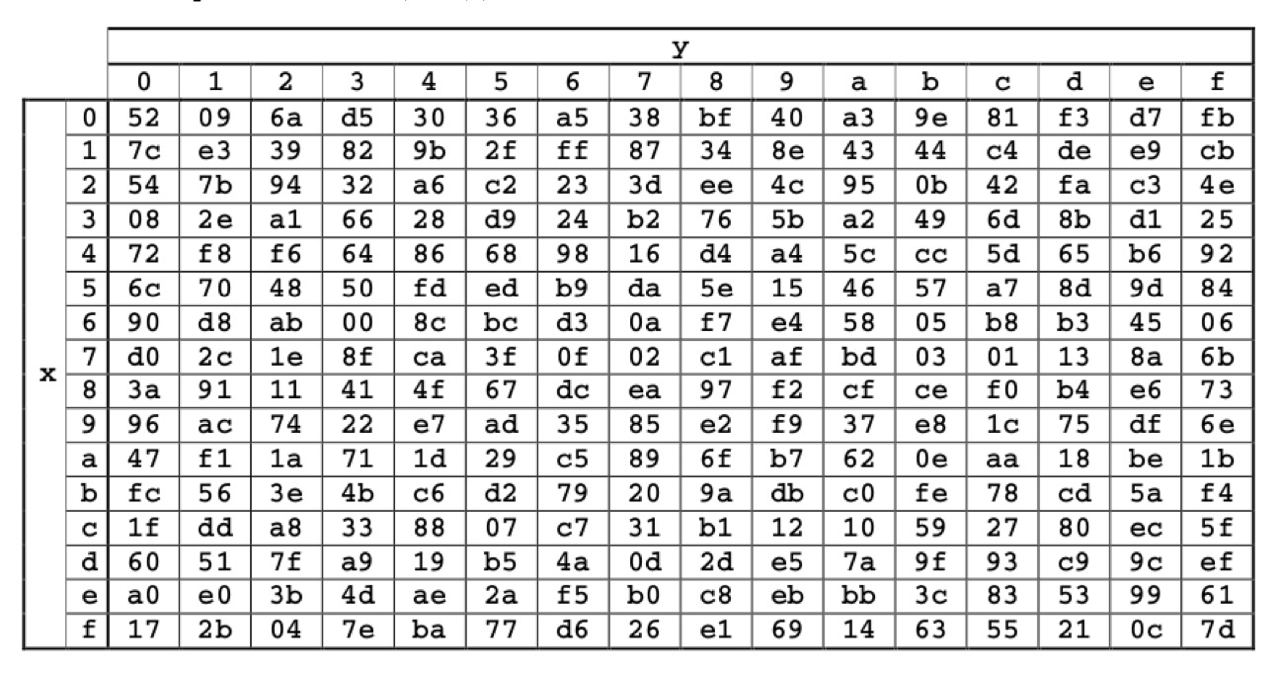 y
0 1 2 3 4 5 6 7 8 9 a b c d e f
0 52 09 6a d5 30 36 a5 38 bf 40 a3 9e 81 f3 d7 fb
1 7c e3 39 82 9b 2f ff 87 34 8e 43 44 c4 de e9 cb
2 54 7b 94 32 a6 c2 23 3d ee 4c 95 0b 42 fa c3 4e
3 08 2e a1 66 28 d9 24 b2 76 5b a2 49 6d 8b d1 25
4 72 f8 f6 64 86 68 98 16 d4 a4 5c cc 5d 65 b6 92
5 6c 70 48 50 fd ed b9 da 5e 15 46 57 a7 8d 9d 84
6 90 d8 ab 00 8c bc d3 0a f7 e4 58 05 b8 b3 45 06
x 7 d0 2c 1e 8f ca 3f 0f 02 c1 af bd 03 01 13 8a 6b
8 3a 91 11 41 4f 67 dc ea 97 f2 cf ce f0 b4 e6 73
9 96 ac 74 22 e7 ad 35 85 e2 f9 37 e8 1c 75 df 6e
a 47 f1 1a 71 1d 29 c5 89 6f b7 62 0e aa 18 be 1b
b fc 56 3e 4b c6 d2 79 20 9a db c0 fe 78 cd 5a f4
c 1f dd a8 33 88 07 c7 31 b1 12 10 59 27 80 ec 5f
d 60 51 7f a9 19 b5 4a 0d 2d e5 7a 9f 93 c9 9c ef
e a0 e0 3b 4d ae 2a f5 b0 c8 eb bb 3c 83 53 99 61
f 17 2b 04 7e ba 77 d6 26 e1 69 14 63 55 21 0c 7d